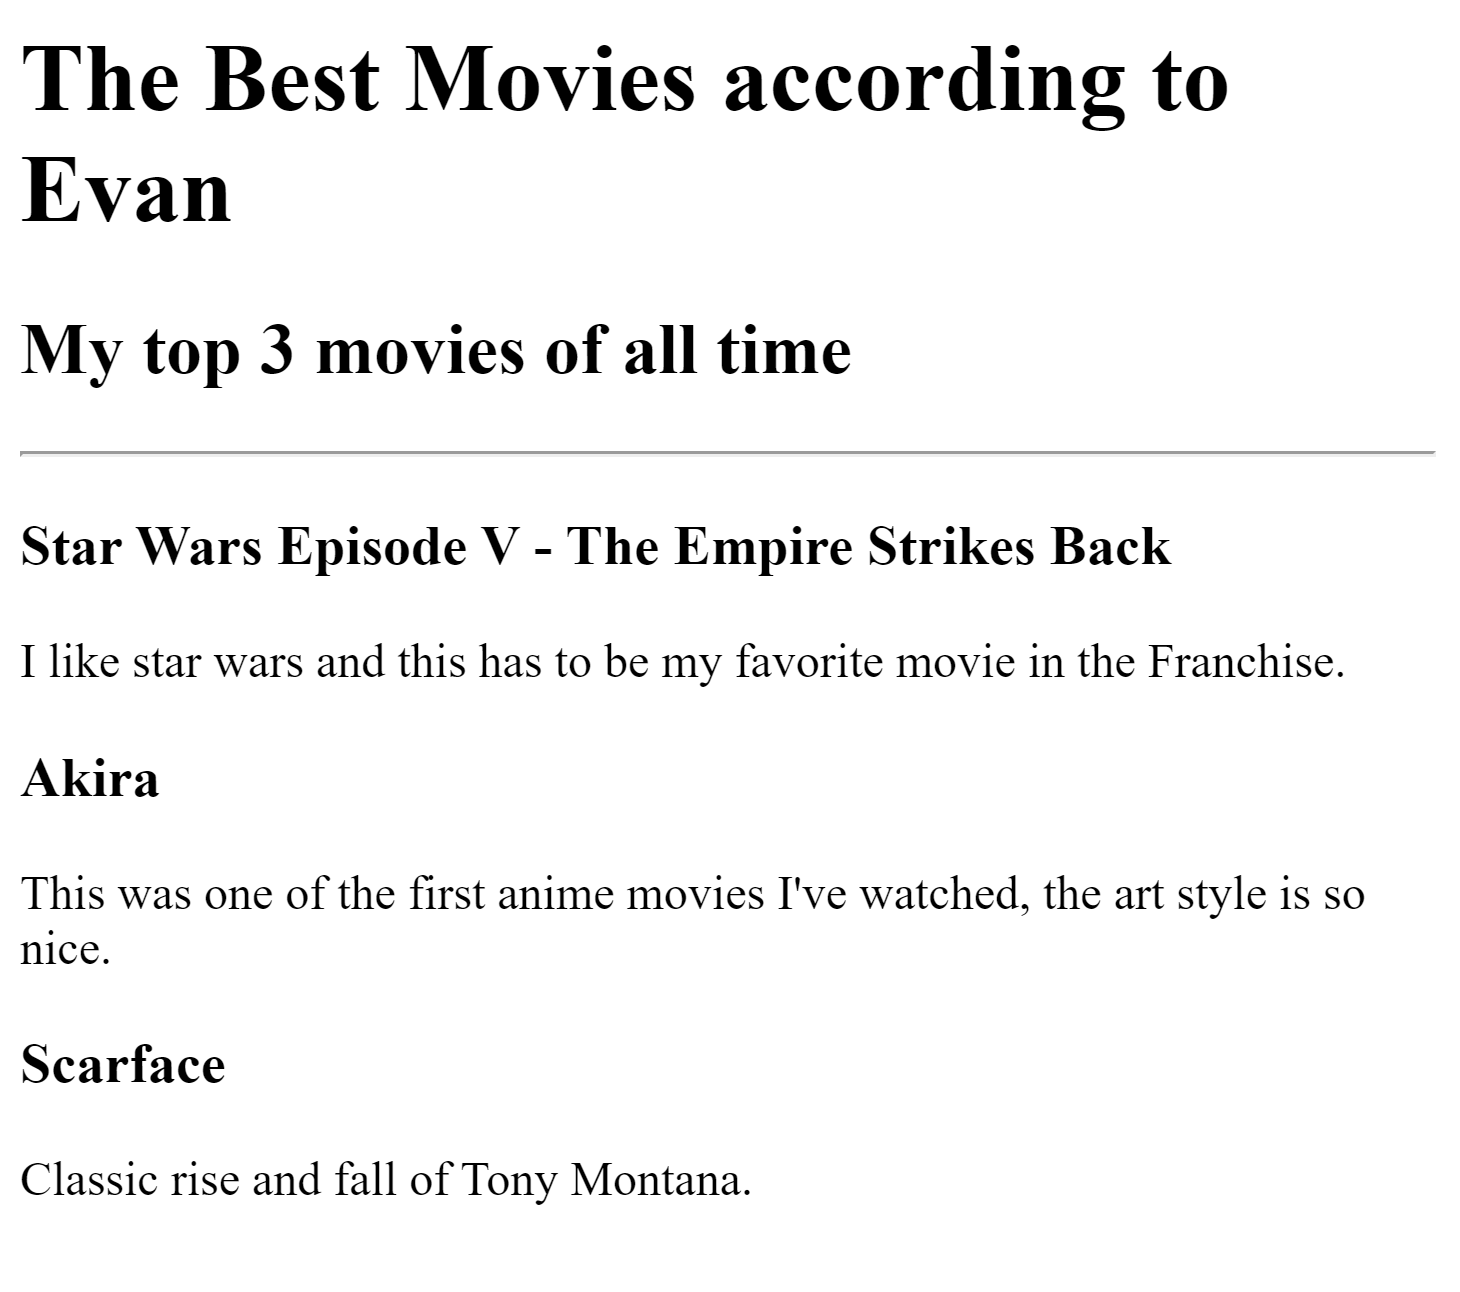 The Best Movies according to
Evan
My top 3 movies of all time
Star Wars Episode V - The Empire Strikes Back
I like star wars and this has to be my favorite movie in the Franchise.
Akira
This was one of the first anime movies I've watched, the art style is so
nice.
Scarface
Classic rise and fall of Tony Montana.